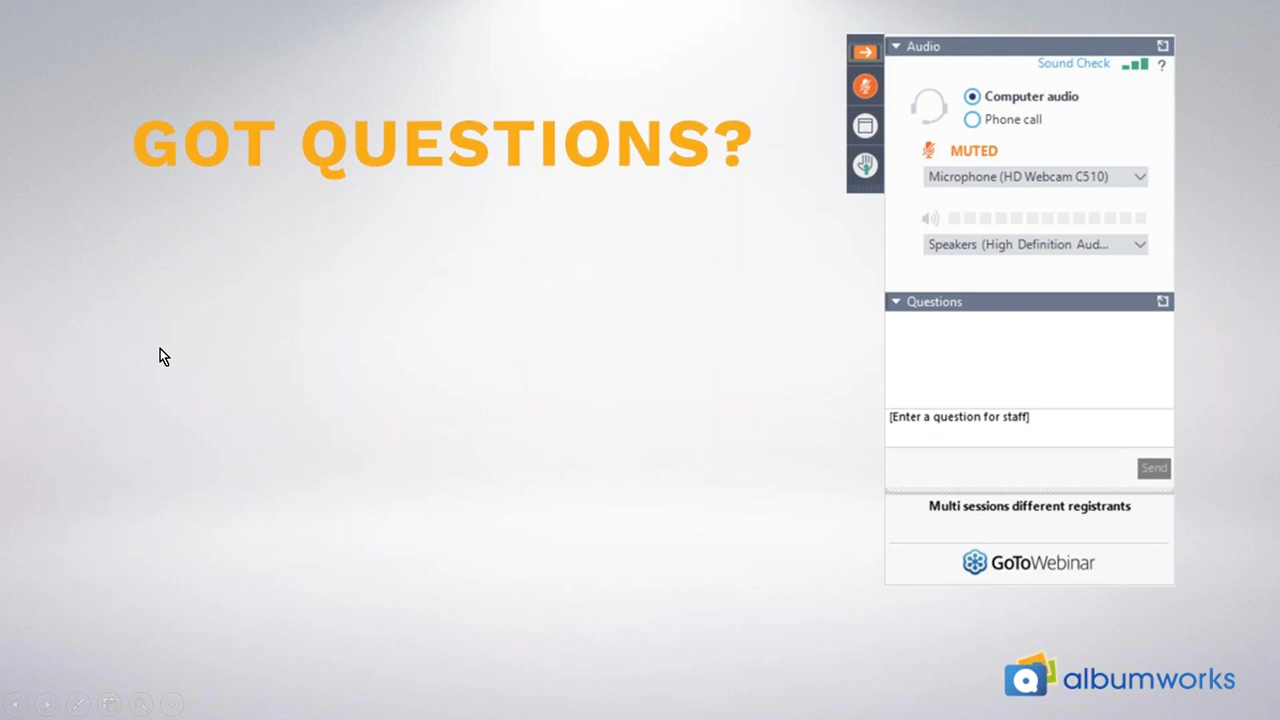 GOT QUESTIONS?
Audio
Sound Check
?
Computer audio
Phone call
MUTED
Microphone (HD Webcam C510)
Speakers (High Definition Aud...
Questions
[Enter a question for staff]
Send
Multi sessions different registrants
GoToWebinar
a albumworks